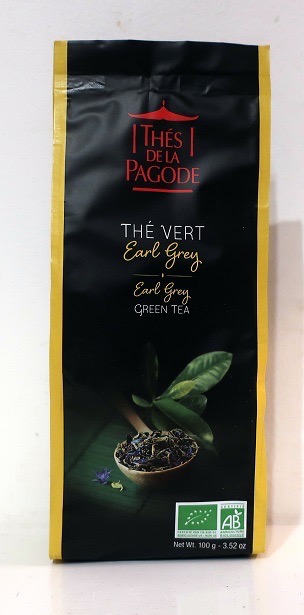 THÉS
DE LA
PAGODE
THÉ VERT
Earl Grey
Earl Grey
GREEN TEA
AB
Net Wt. 100 g - 3.52 oz